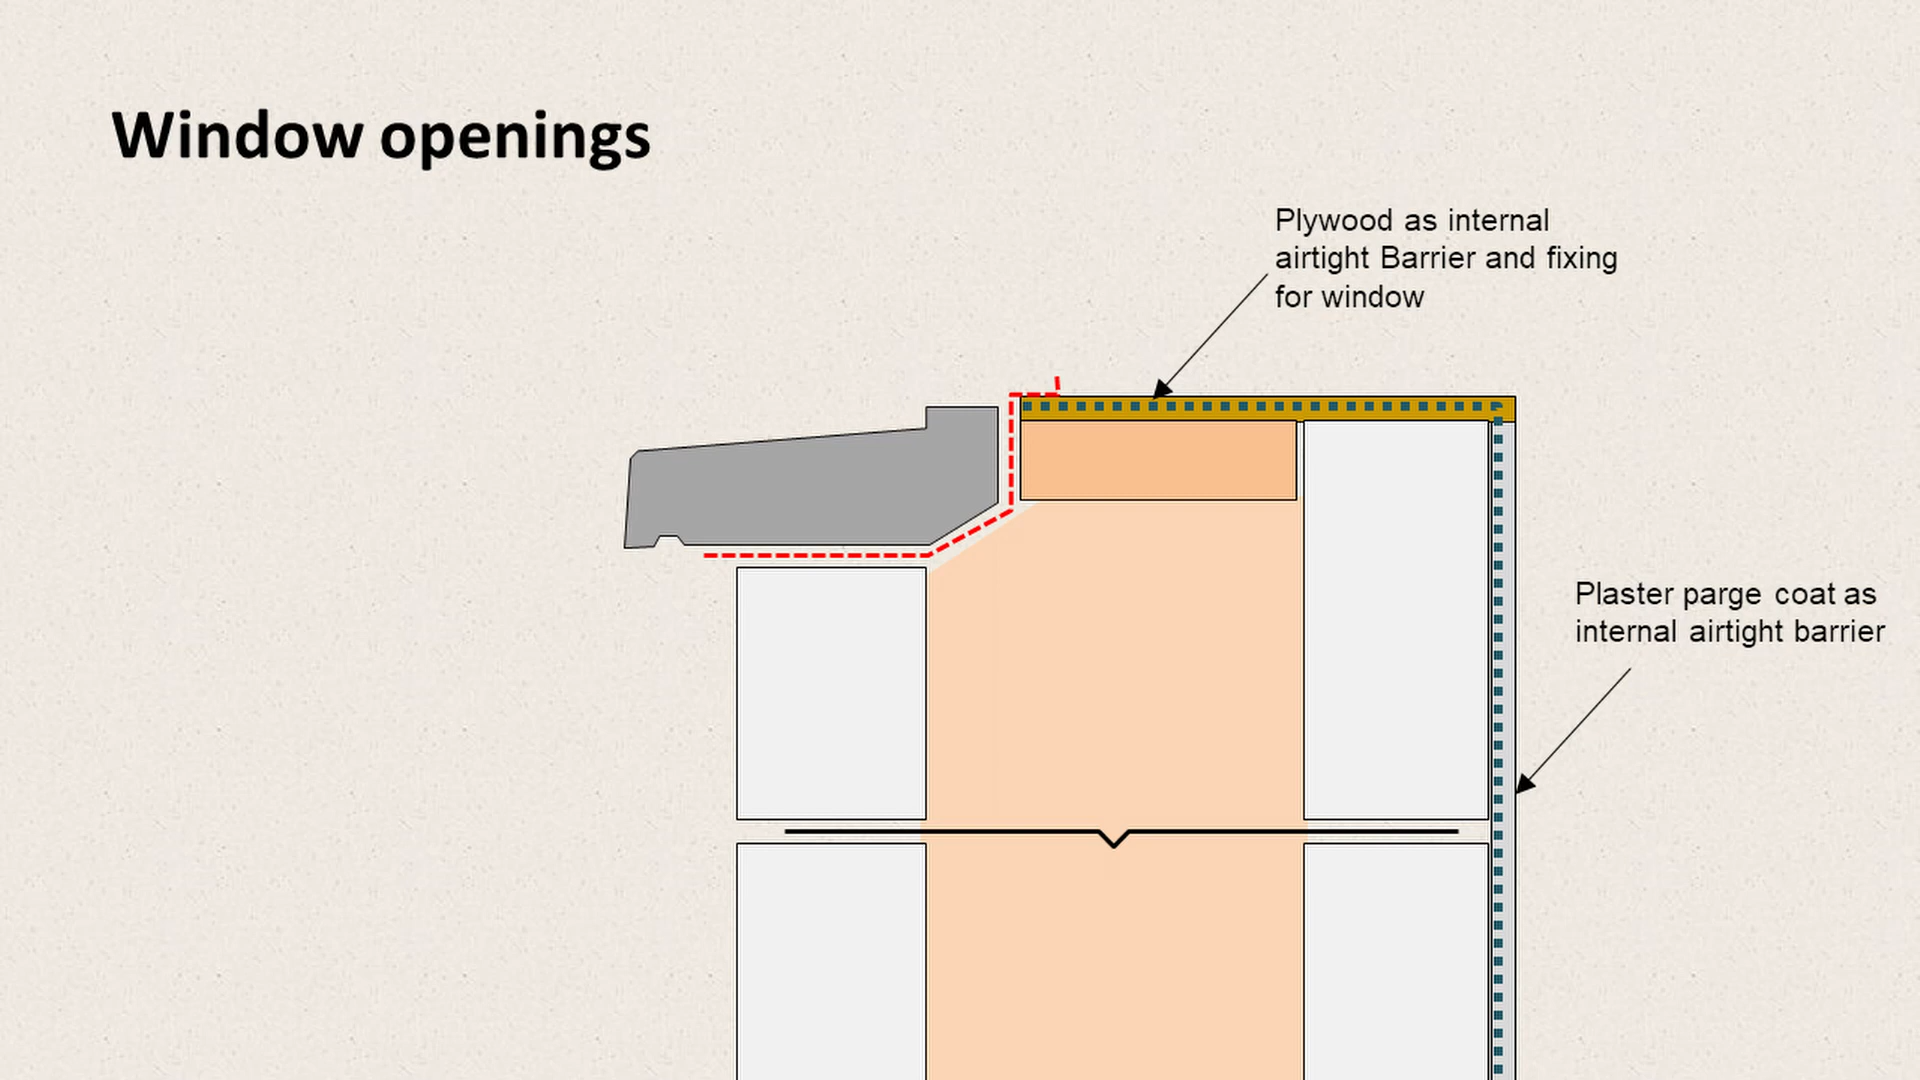 Window openings
Plywood as internal
airtight Barrier and fixing
for window
Plaster parge coat as
internal airtight barrier